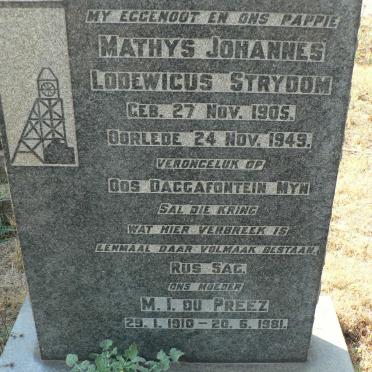 MY EGGENOOT EN ONS PAPPIE
MATHYS JOHANNES
LODEWICUS STRYDOM
GEB. 27 NOV. 1905.
OORLEDE 24 NOV. 1949.
VERONGELUK OP
OOS DAGGAFONTEIN MYN
SAL DIE KRING
WAT HIER VERBREEK IS
EENMAAL DAAR VOLMAAK BESTAAN.
RUS SAG.
ONS MOEDER
M. I. DU PREEZ
29. 1. 1910 – 20. 6. 1981.